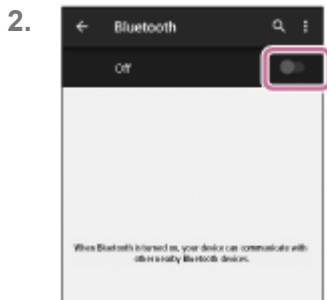 2.
Bluetooth
Off
When Bluetooth is turned on, your device can communicate with
other nearby Bluetooth devices.